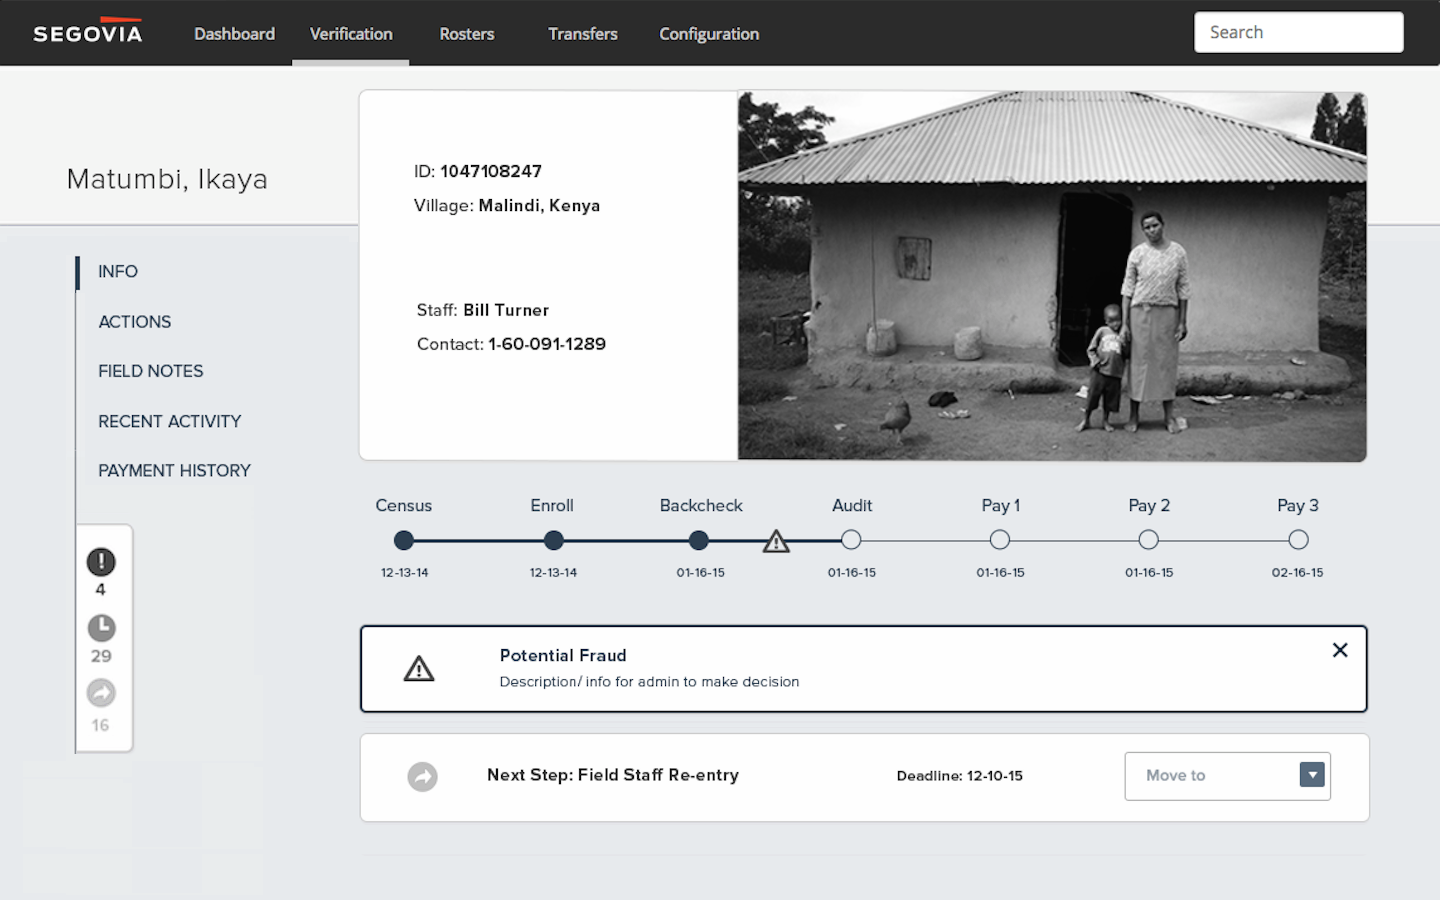 SEGOVIA Dashboard Verification Rosters Transfers Configuration Search
Matumbi, Ikaya
ID: 1047108247
Village: Malindi, Kenya
Staff: Bill Turner
Contact: 1-60-091-1289
INFO
ACTIONS
FIELD NOTES
RECENT ACTIVITY
PAYMENT HISTORY
4
29
16
Census Enroll Backcheck Audit Pay 1 Pay 2 Pay 3
12-13-14 12-13-14 01-16-15 01-16-15 01-16-15 01-16-15 02-16-15
Potential Fraud
Description/ info for admin to make decision
Next Step: Field Staff Re-entry Deadline: 12-10-15 Move to